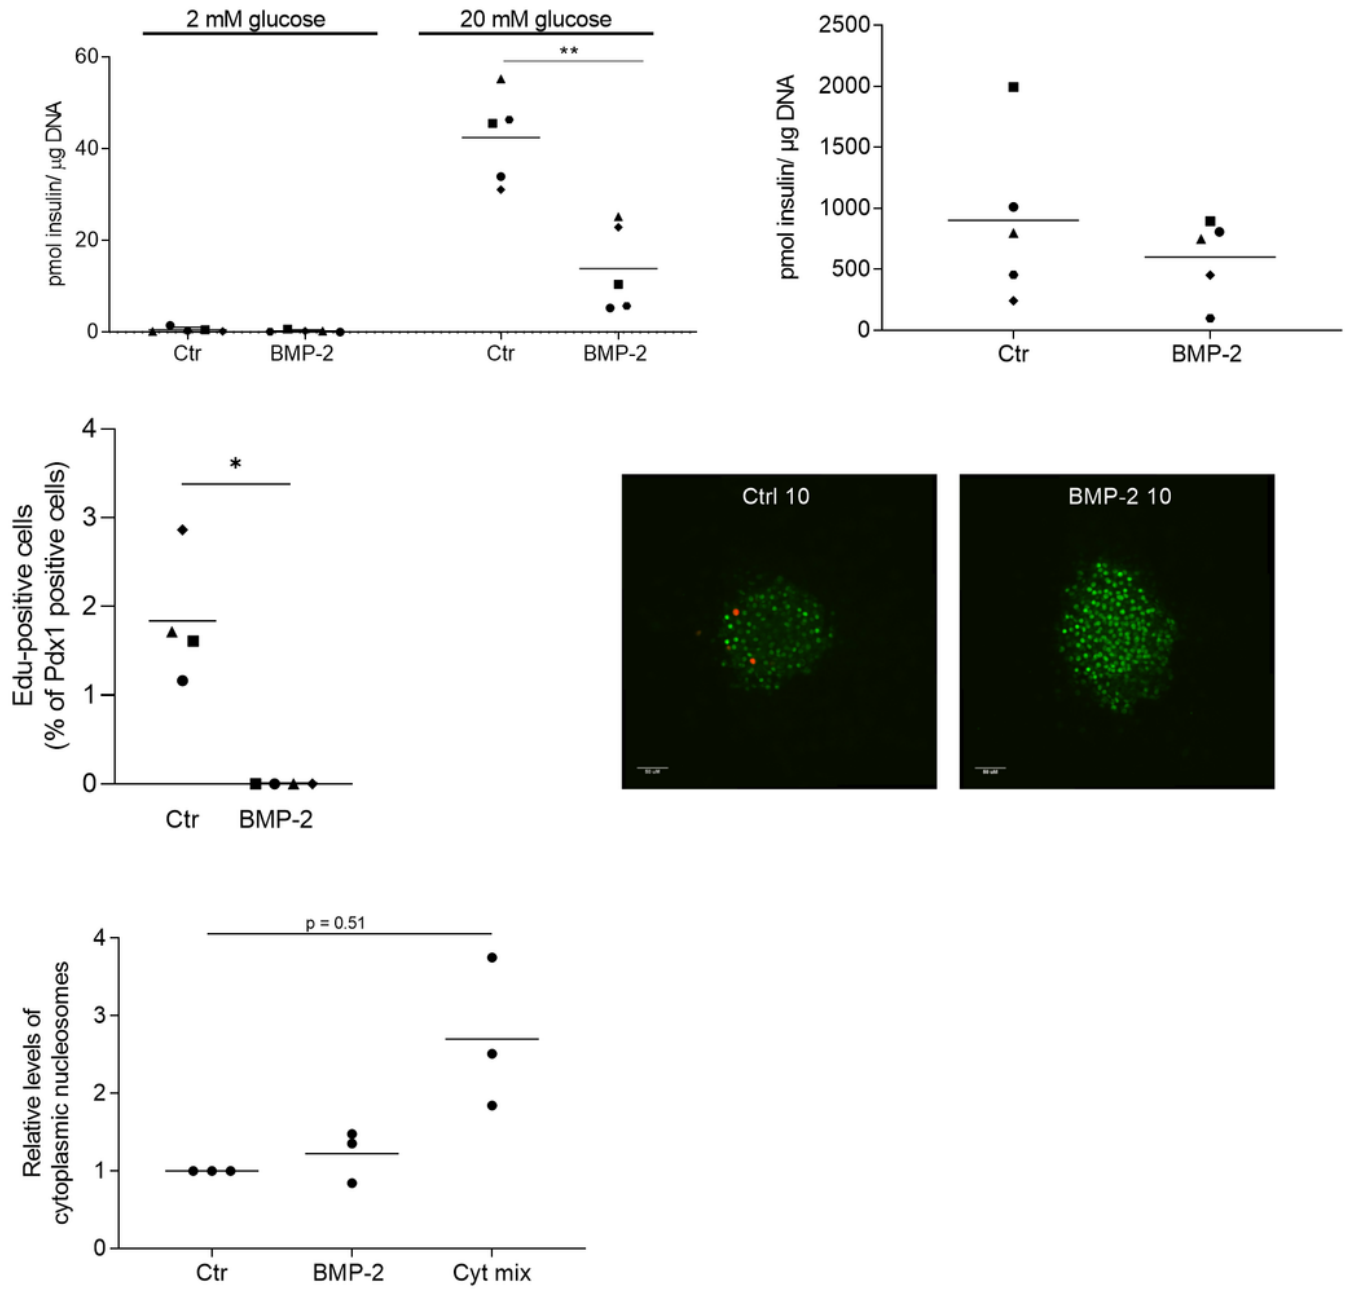 2 mM glucose
20 mM glucose
**
pmol insulin/ µg DNA
60
40
20
0
Ctr
BMP-2
Ctr
BMP-2
pmol insulin/ µg DNA
2500
2000
1500
1000
500
0
Ctr
BMP-2
Edu-positive cells
(% of Pdx1 positive cells)
4
3
2
1
0
*
Ctr
BMP-2
Ctrl 10
BMP-2 10
p = 0.51
Relative levels of
cytoplasmic nucleosomes
4
3
2
1
0
Ctr
BMP-2
Cyt mix